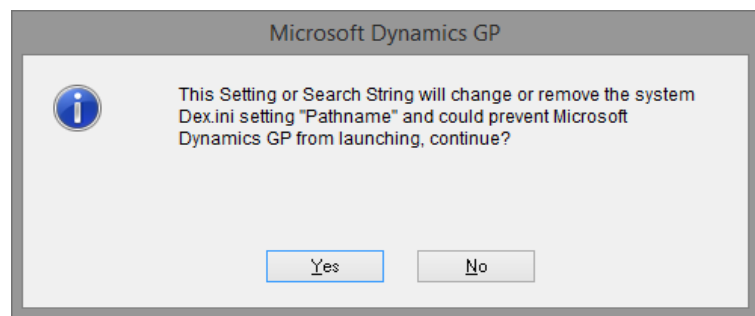 Microsoft Dynamics GP
This Setting or Search String will change or remove the system
Dex.ini setting "Pathname" and could prevent Microsoft
Dynamics GP from launching, continue?
Yes
No